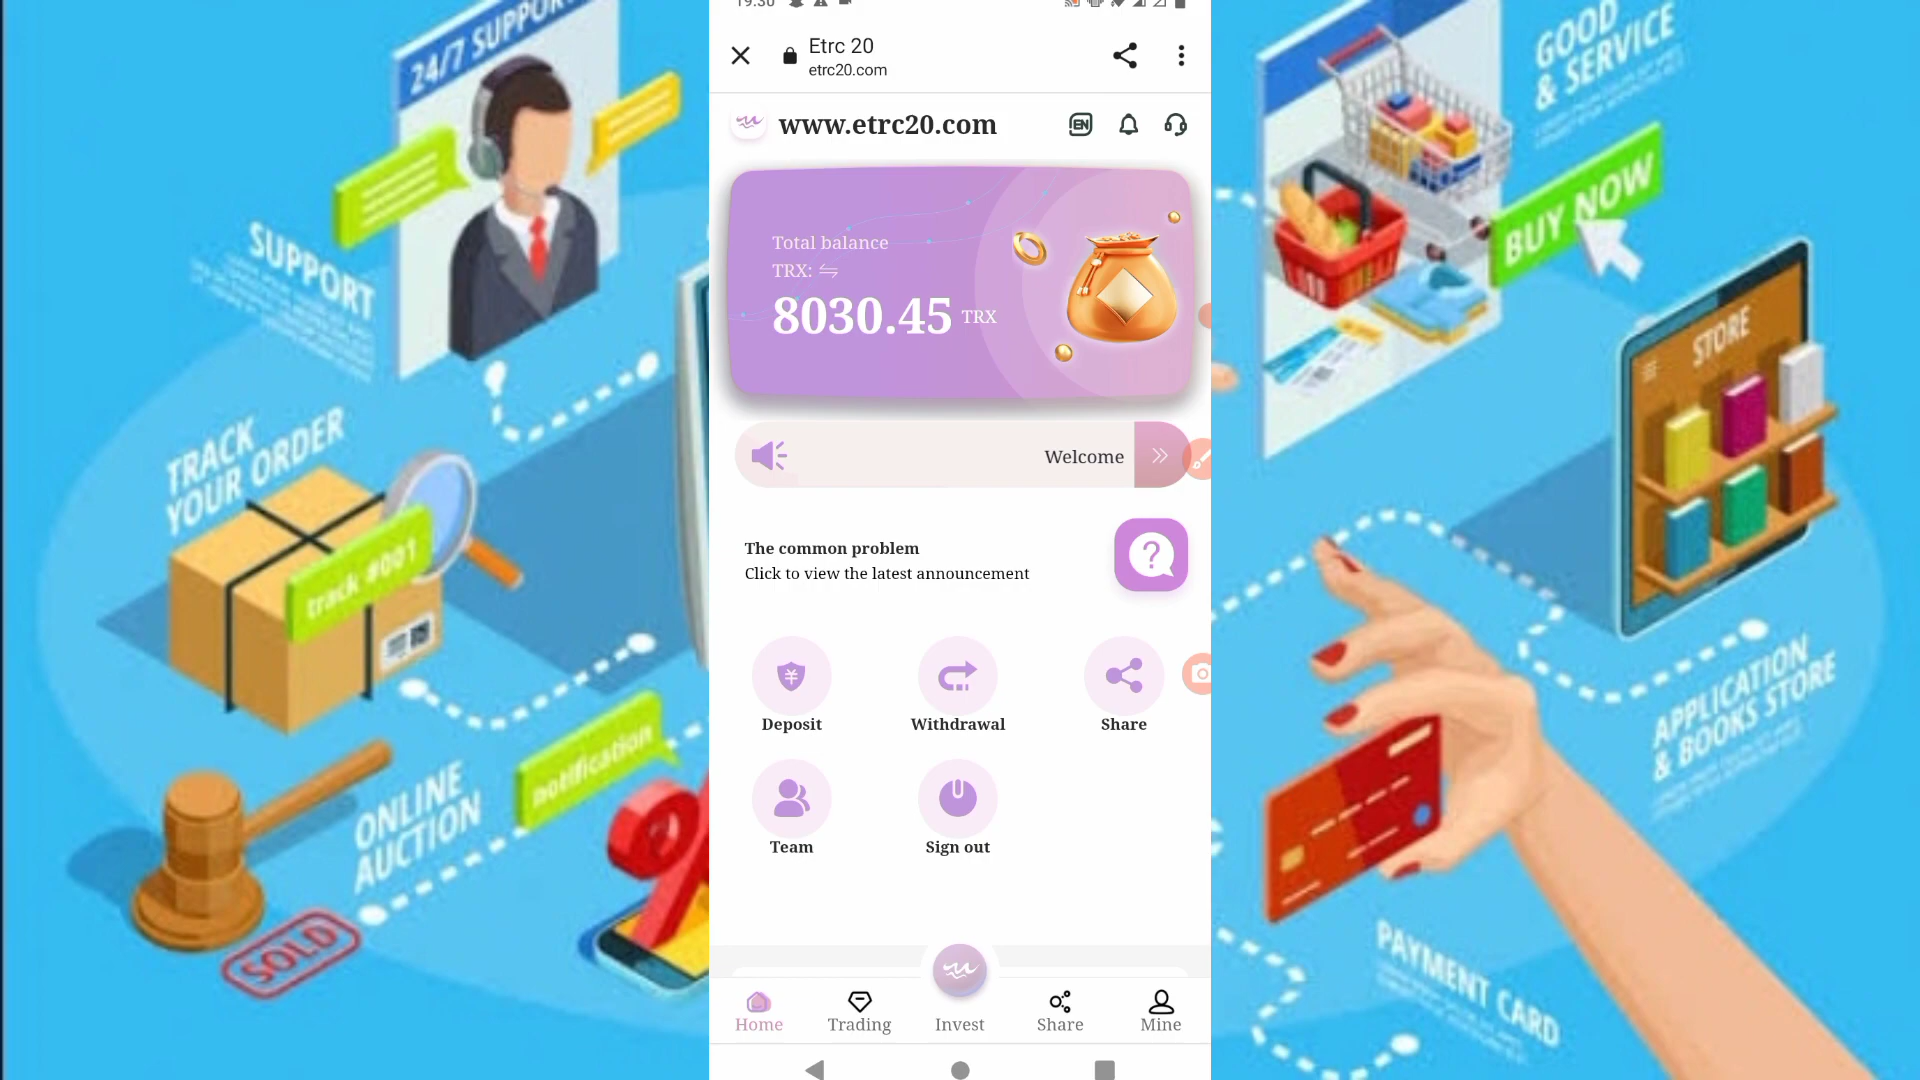 24/7 SUPPORT
SUPPORT
TRACK
YOUR ORDER
track #001
notification
ONLINE
AUCTION
SOLD
19:30
Etrc 20
etrc20.com
www.etrc20.com
EN
Total balance
TRX:
8030.45 TRX
Welcome
The common problem
Click to view the latest announcement
Deposit
Withdrawal
Share
Team
Sign out
Home
Trading
Invest
Share
Mine
GOOD
& SERVICE
BUY NOW
STORE
APPLICATION
& BOOKS STORE
PAYMENT CARD